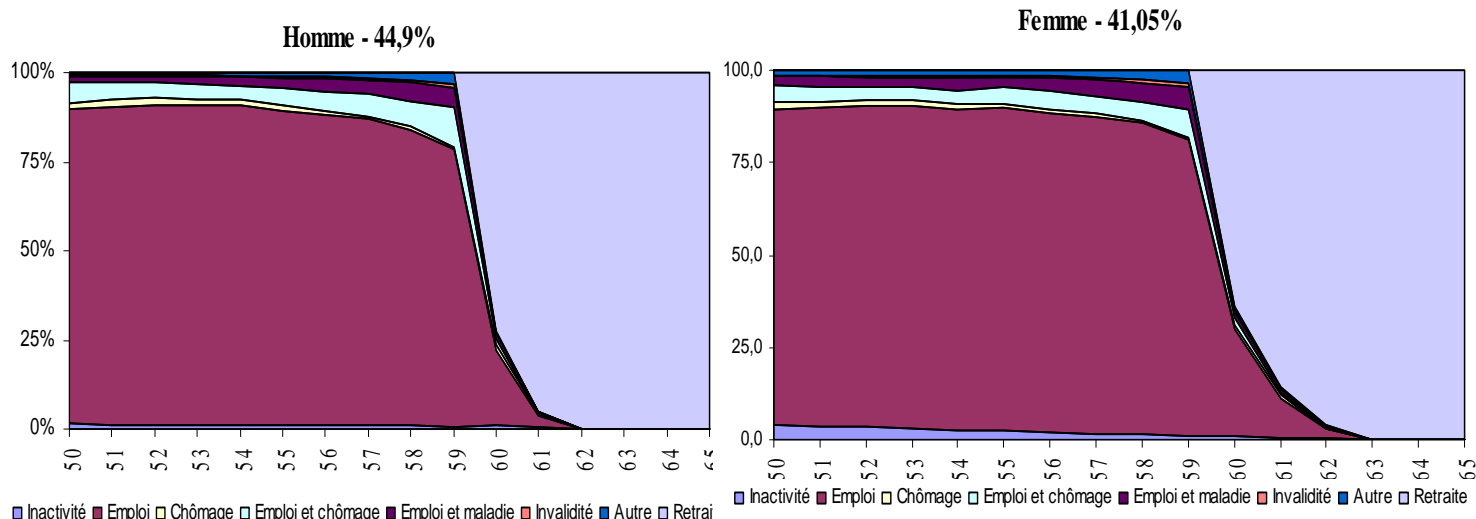 Homme - 44,9%
100%
75%
50%
25%
0%
50 51 52 53 54 55 56 57 58 59 60 61 62 63 64 65
Inactivité Emploi Chômage Emploi et chômage Emploi et maladie Invalidité Autre Retrai
Femme - 41,05%
100,0
75,0
50,0
25,0
0,0
50 51 52 53 54 55 56 57 58 59 60 61 62 63 64 65
Inactivité Emploi Chômage Emploi et chômage Emploi et maladie Invalidité Autre Retraite